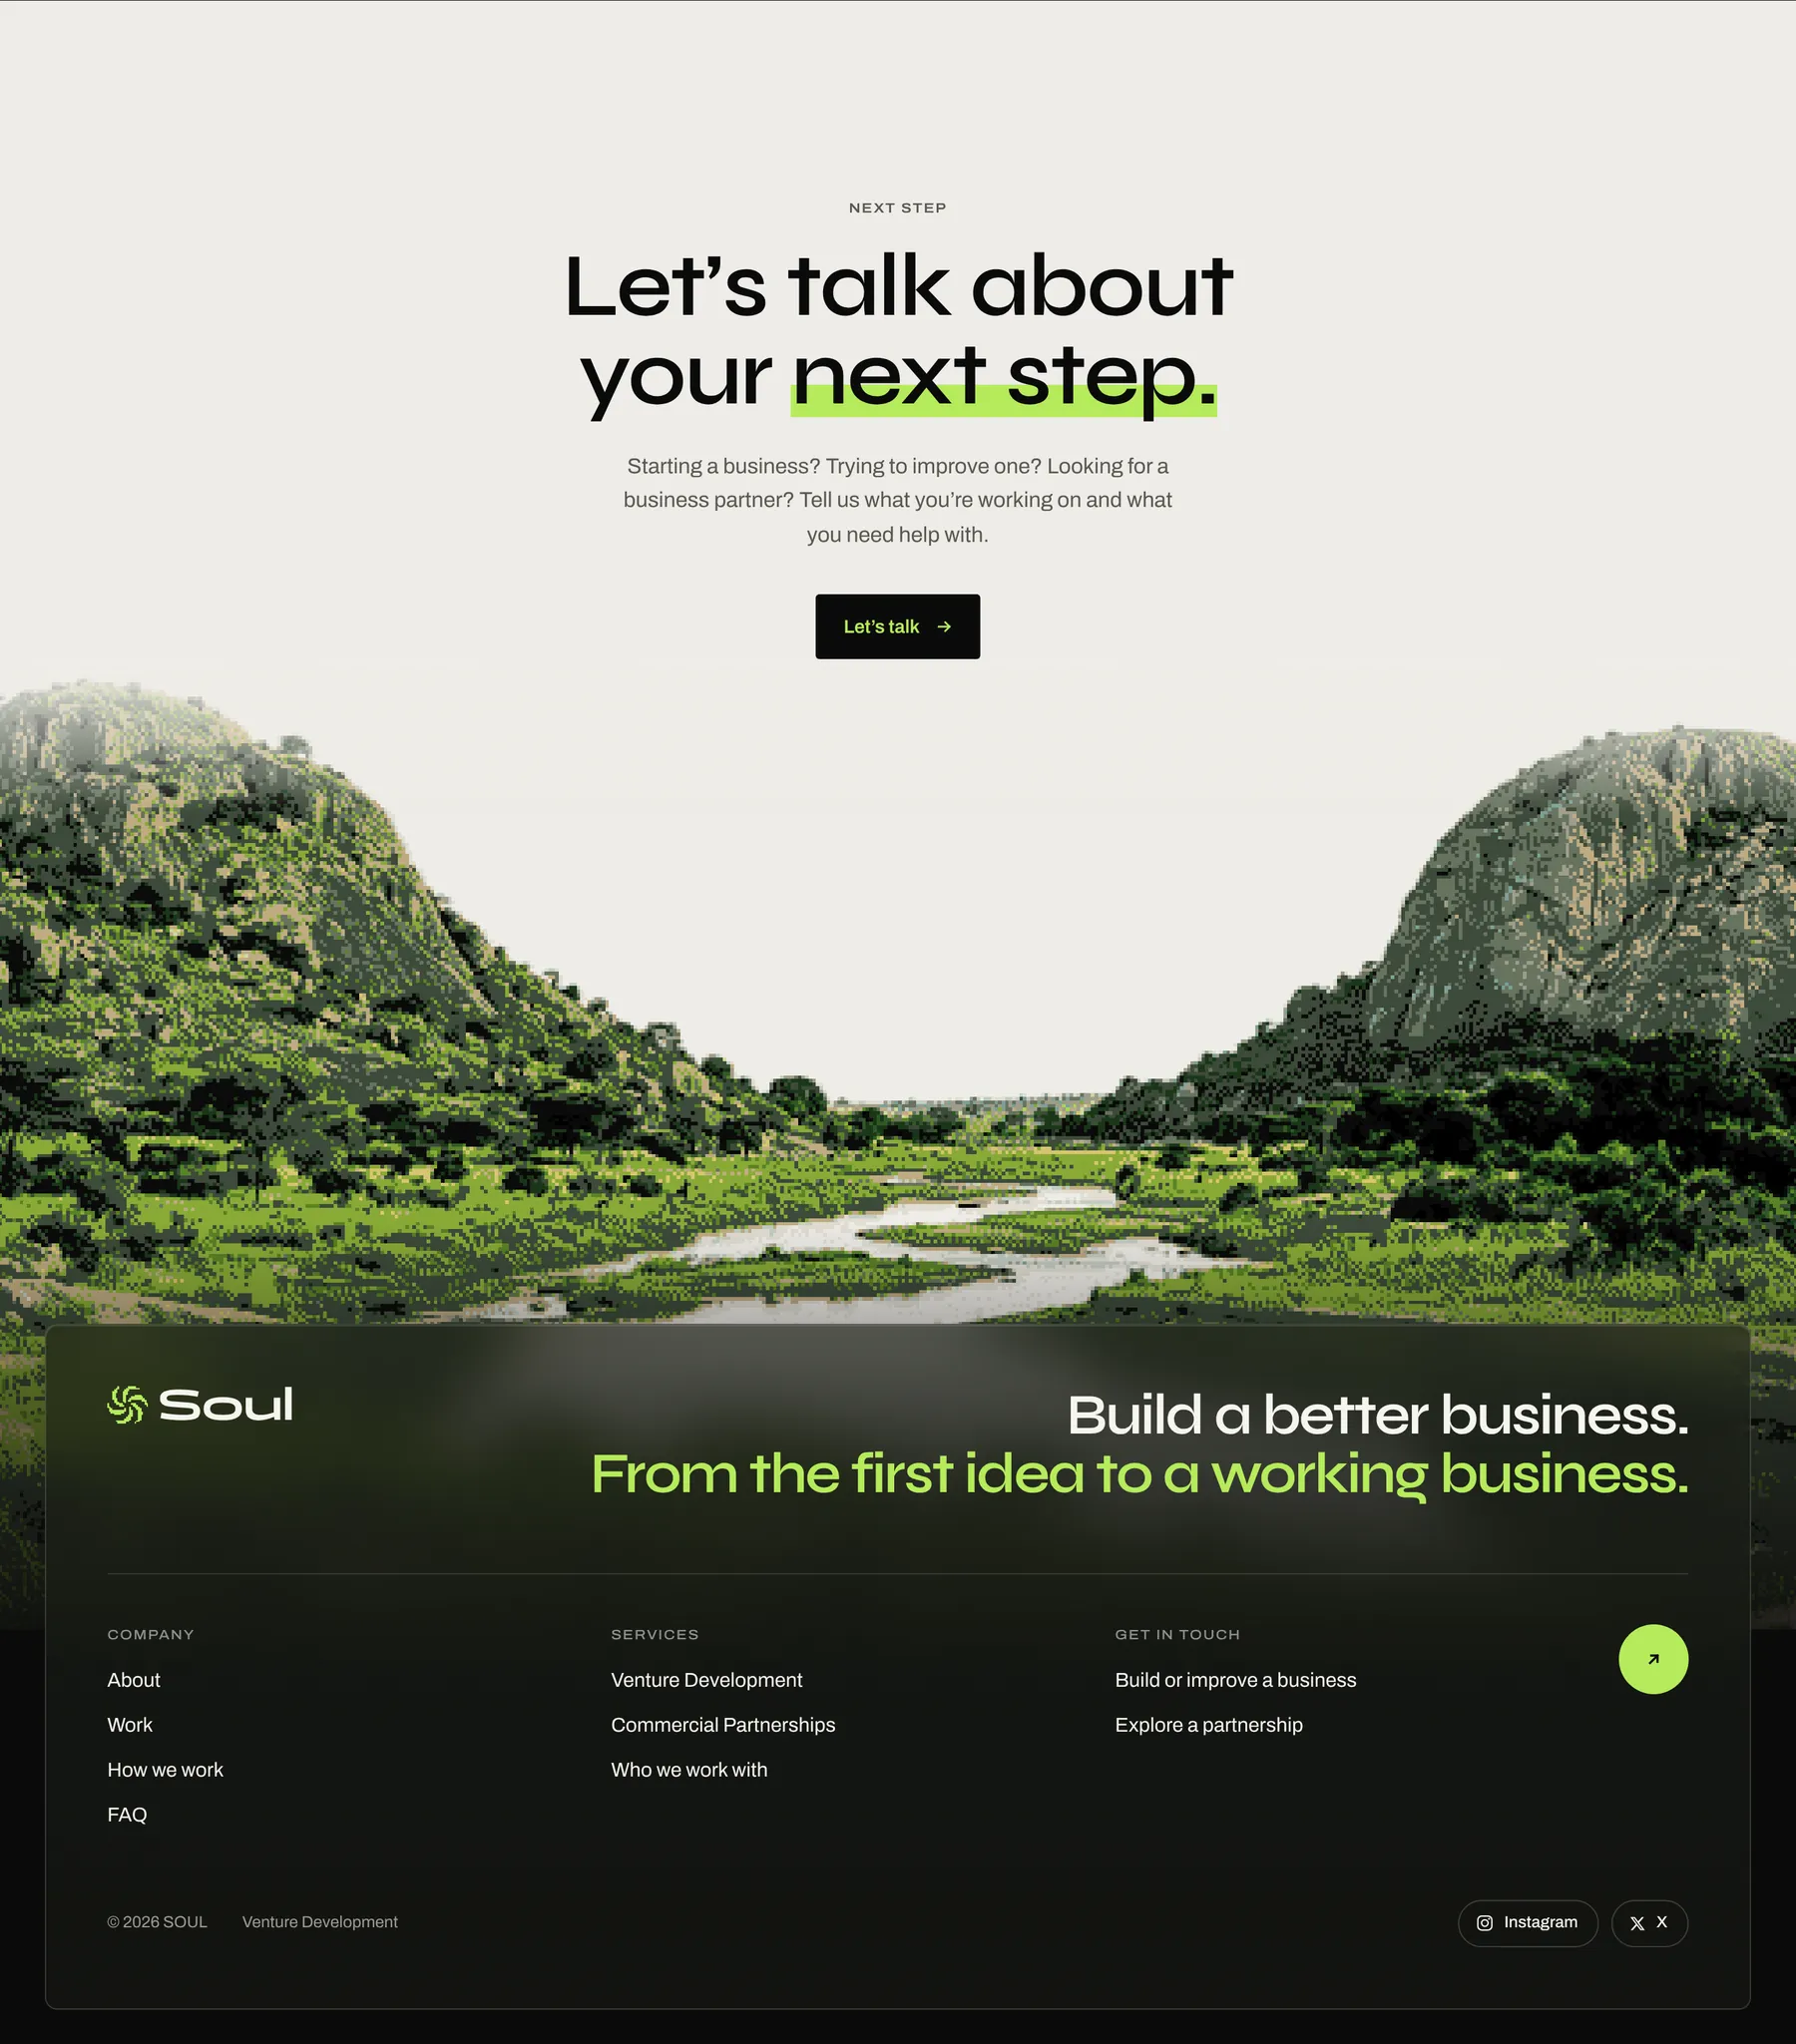 NEXT STEP
Let’s talk about
your next step.
Starting a business? Trying to improve one? Looking for a
business partner? Tell us what you’re working on and what
you need help with.
Let’s talk
Soul
Build a better business.
From the first idea to a working business.
COMPANY
About
Work
How we work
FAQ
SERVICES
Venture Development
Commercial Partnerships
Who we work with
GET IN TOUCH
Build or improve a business
Explore a partnership
© 2026 SOUL
Venture Development
Instagram
X